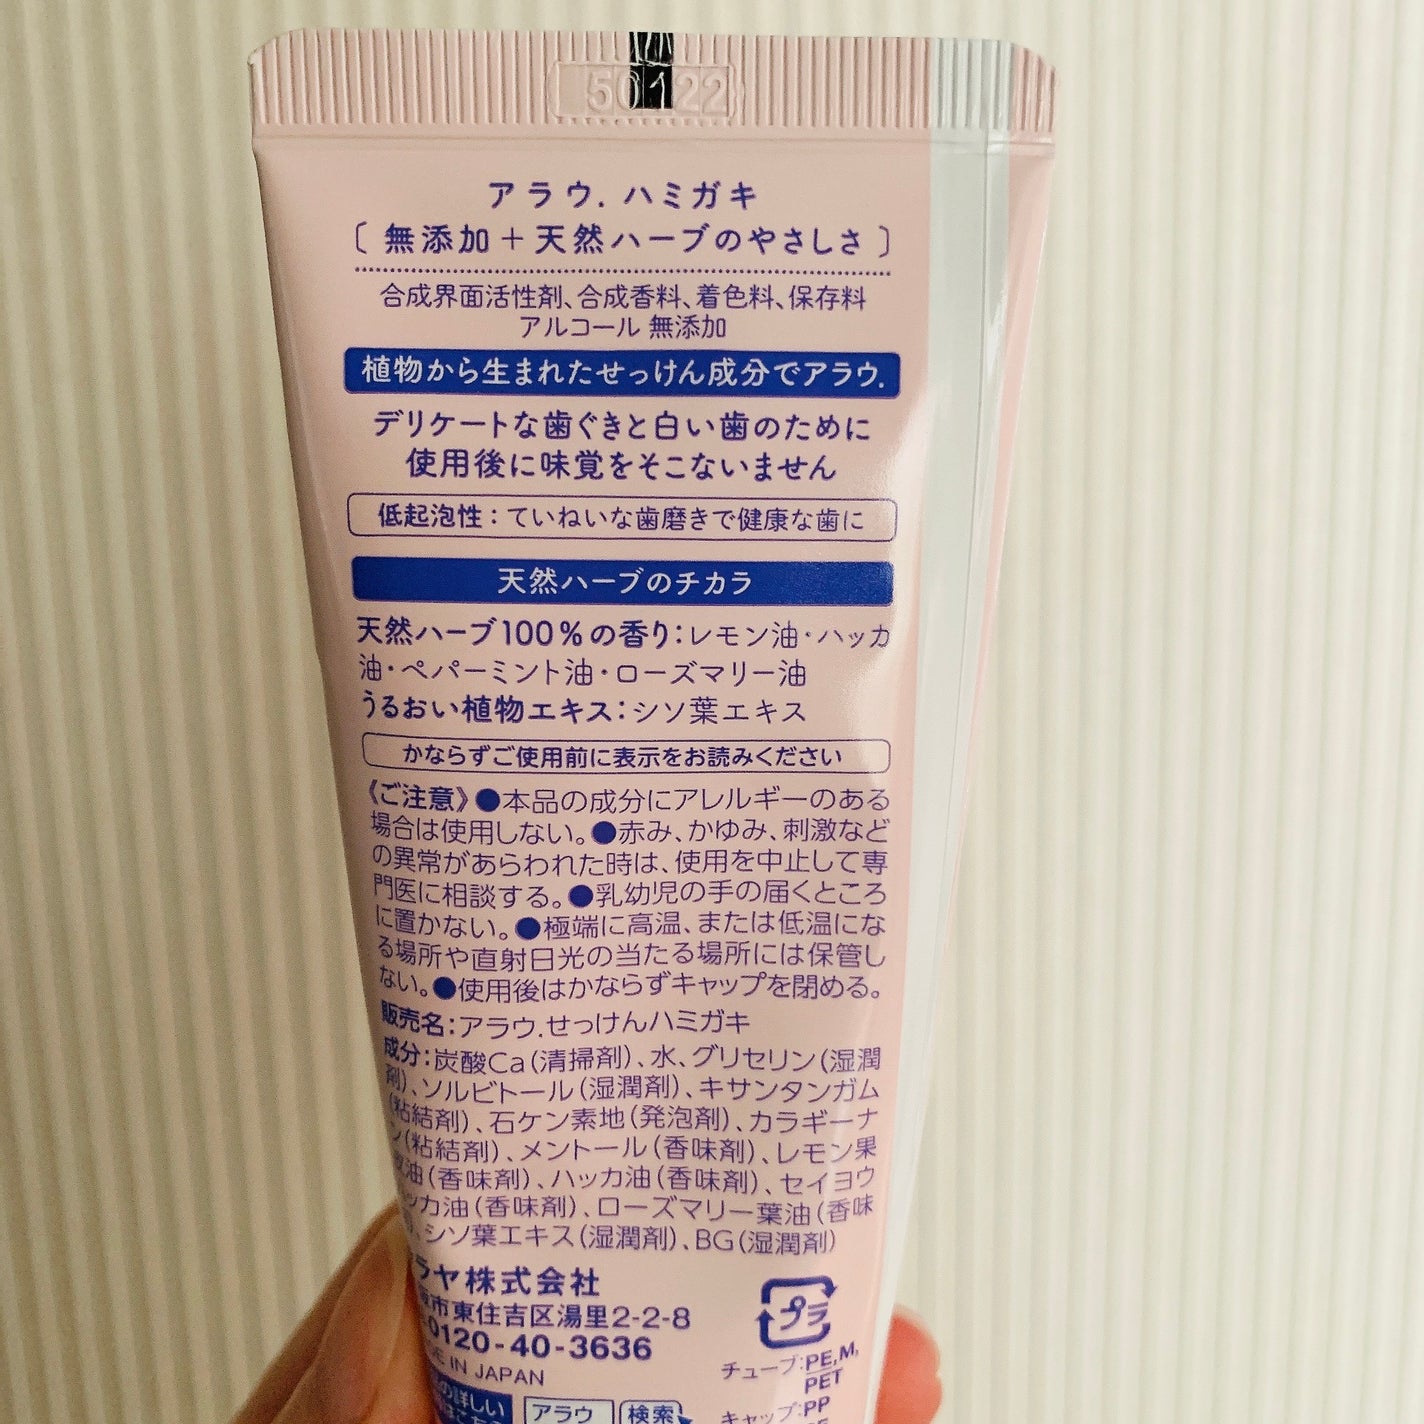 50122
アラウ. ハミガキ
〔 無添加+天然ハーブのやさしさ 〕
合成界面活性剤、合成香料、着色料、保存料
アルコール 無添加
植物から生まれたせっけん成分でアラウ.
デリケートな歯ぐきと白い歯のために
使用後に味覚をそこないません
低起泡性:ていねいな歯磨きで健康な歯に
天然ハーブのチカラ
天然ハーブ100%の香り:レモン油・ハッカ
油・ペパーミント油・ローズマリー油
うるおい植物エキス:シソ葉エキス
かならずご使用前に表示をお読みください
《ご注意》●本品の成分にアレルギーのある
場合は使用しない。●赤み、かゆみ、刺激など
の異常があらわれた時は、使用を中止して専
門医に相談する。●乳幼児の手の届くところ
に置かない。●極端に高温、または低温にな
る場所や直射日光の当たる場所には保管し
ない。●使用後はかならずキャップを閉める。
販売名:アラウ.せっけんハミガキ
成分:炭酸Ca(清掃剤)、水、グリセリン(湿潤
剤)、ソルビトール(湿潤剤)、キサンタンガム
(粘結剤)、石ケン素地(発泡剤)、カラギーナ
ン(粘結剤)、メントール(香味剤)、レモン果
皮油(香味剤)、ハッカ油(香味剤)、セイヨウ
ッカ油(香味剤)、ローズマリー葉油(香味
、シソ葉エキス(湿潤剤)、BG(湿潤剤)
ラヤ株式会社
市東住吉区湯里2-2-8
0120-40-3636
DE IN JAPAN
の詳しい
アラウ 検索
プラ
チューブ:PE,M,
PET
キャップ:PP